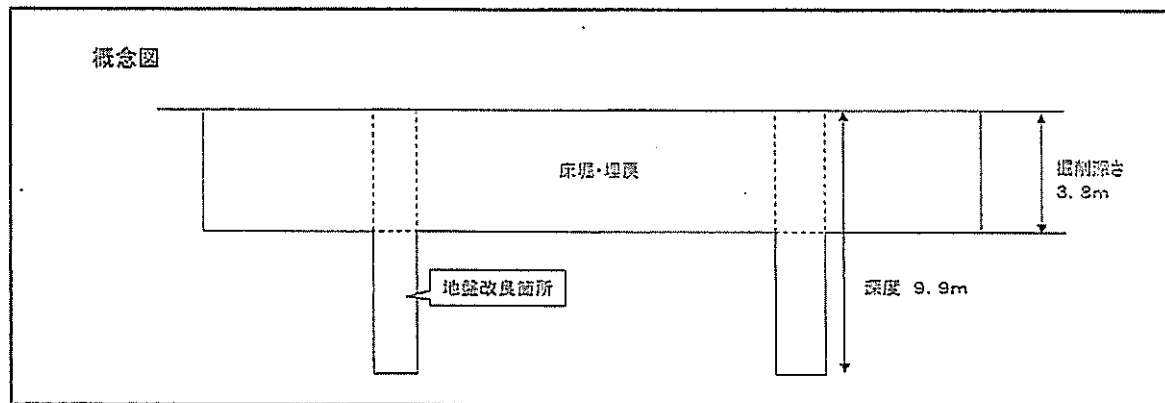 概念図
床堀・埋戻
掘削深さ
3.8m
地盤改良箇所
深度 9.9m